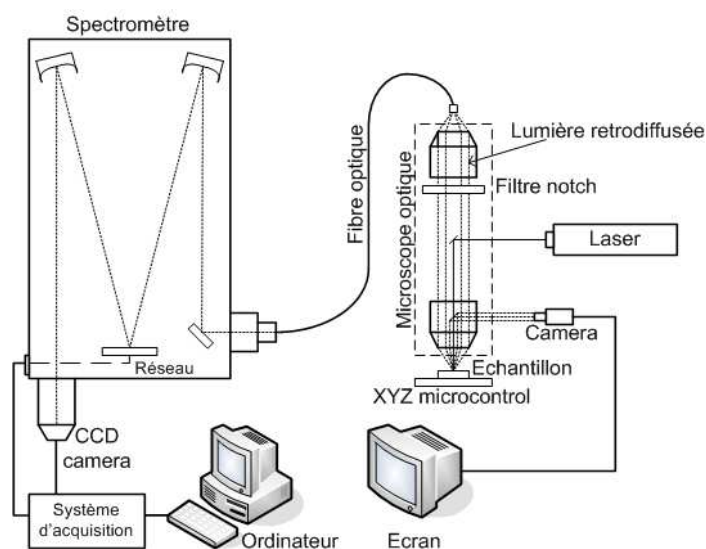 Spectromètre
Fibre optique
Microscope optique
Lumière retrodiffusée
Filtre notch
Laser
Camera
Echantillon
XYZ microcontrol
Réseau
CCD
camera
Système
d'acquisition
Ordinateur
Ecran